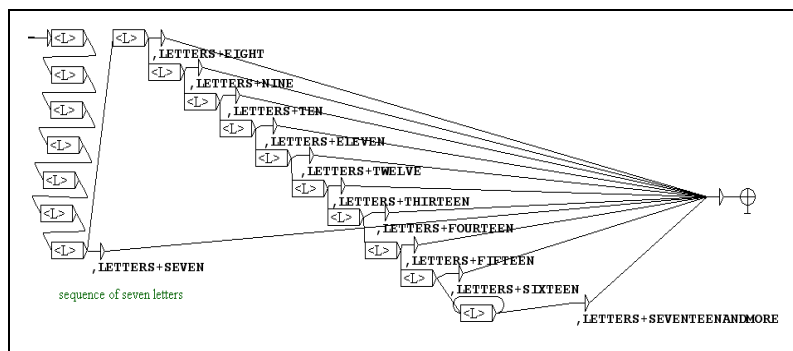 <L>
<L>
,LETTERS+EIGHT
<L>
<L>
,LETTERS+NINE
<L>
<L>
,LETTERS+TEN
<L>
<L>
,LETTERS+ELEVEN
<L>
<L>
,LETTERS+TWELVE
<L>
<L>
,LETTERS+THIRTEEN
<L>
<L>
,LETTERS+FOURTEEN
<L>
,LETTERS+SEVEN
<L>
,LETTERS+FIFTEEN
<L>
,LETTERS+SIXTEEN
sequence of seven letters
<L>
,LETTERS+SEVENTEENANDMORE